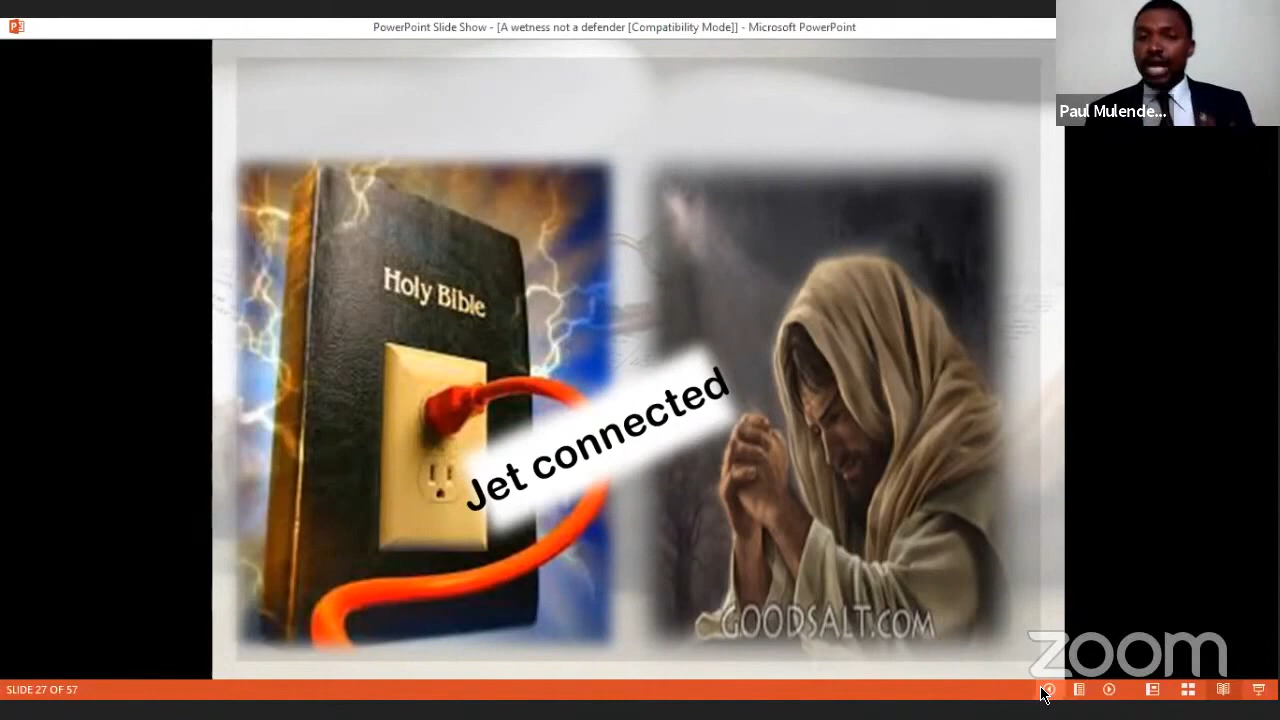 PowerPoint Slide Show - [A wetness not a defender [Compatibility Mode]] - Microsoft PowerPoint
Paul Mulende...
Holy Bible
Jet connected
GOODSALT.COM
zoom
SLIDE 27 OF 57